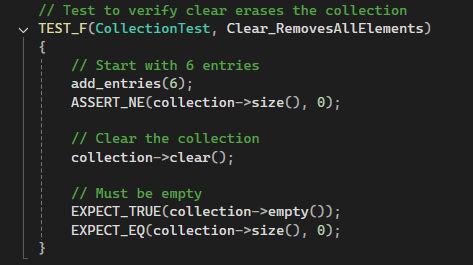 // Test to verify clear erases the collection
TEST_F(CollectionTest, Clear_RemovesAllElements)
{
// Start with 6 entries
add_entries(6);
ASSERT_NE(collection->size(), 0);
// Clear the collection
collection->clear();
// Must be empty
EXPECT_TRUE(collection->empty());
EXPECT_EQ(collection->size(), 0);
}